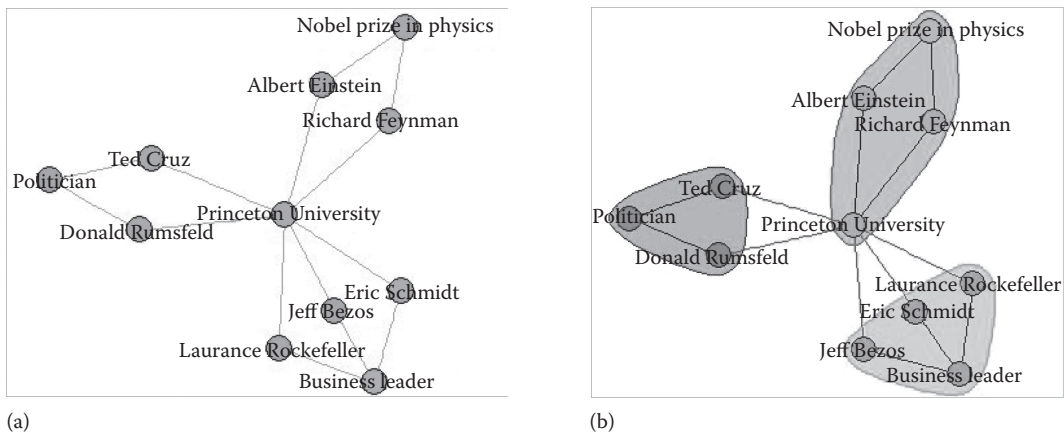 Nobel prize in physics
Albert Einstein
Richard Feynman
Ted Cruz
Politician
Princeton University
Donald Rumsfeld
Eric Schmidt
Jeff Bezos
Laurance Rockefeller
Business leader
(a)
Nobel prize in physics
Albert Einstein
Richard Feynman
Ted Cruz
Politician
Princeton University
Donald Rumsfeld
Laurance Rockefeller
Eric Schmidt
Jeff Bezos
Business leader
(b)